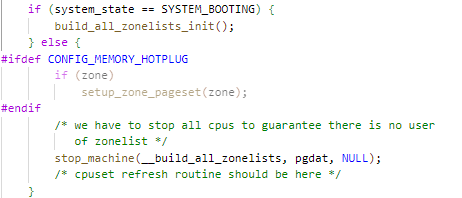 if (system_state == SYSTEM_BOOTING) {
build_all_zonelists_init();
} else {
#ifdef CONFIG_MEMORY_HOTPLUG
if (zone)
setup_zone_pageset(zone);
#endif
/* we have to stop all cpus to guarantee there is no user
of zonelist */
stop_machine(__build_all_zonelists, pgdat, NULL);
/* cpuset refresh routine should be here */
}